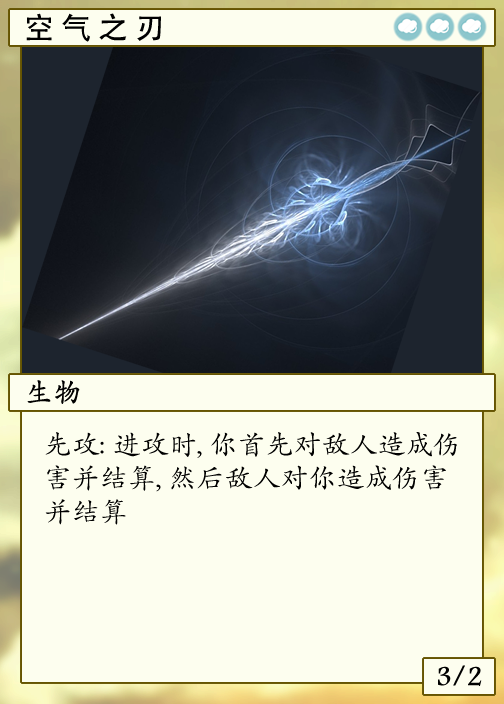 空气之刃
生物
先攻: 进攻时, 你首先对敌人造成伤
害并结算, 然后敌人对你造成伤害
并结算
3/2